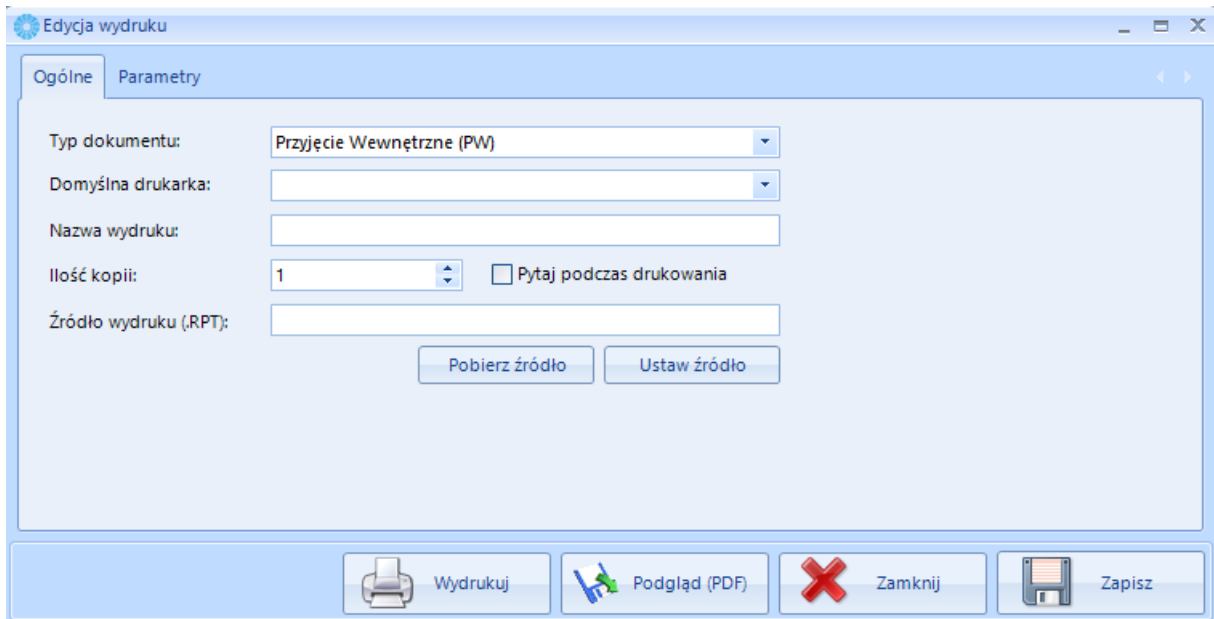 Edycja wydruku
Ogólne Parametry
Typ dokumentu: Przyjęcie Wewnętrzne (PW)
Domyślna drukarka:
Nazwa wydruku:
Ilość kopii: 1 Pytaj podczas drukowania
Źródło wydruku (.RPT):
Pobierz źródło Ustaw źródło
Wydrukuj Podgląd (PDF) Zamknij Zapisz